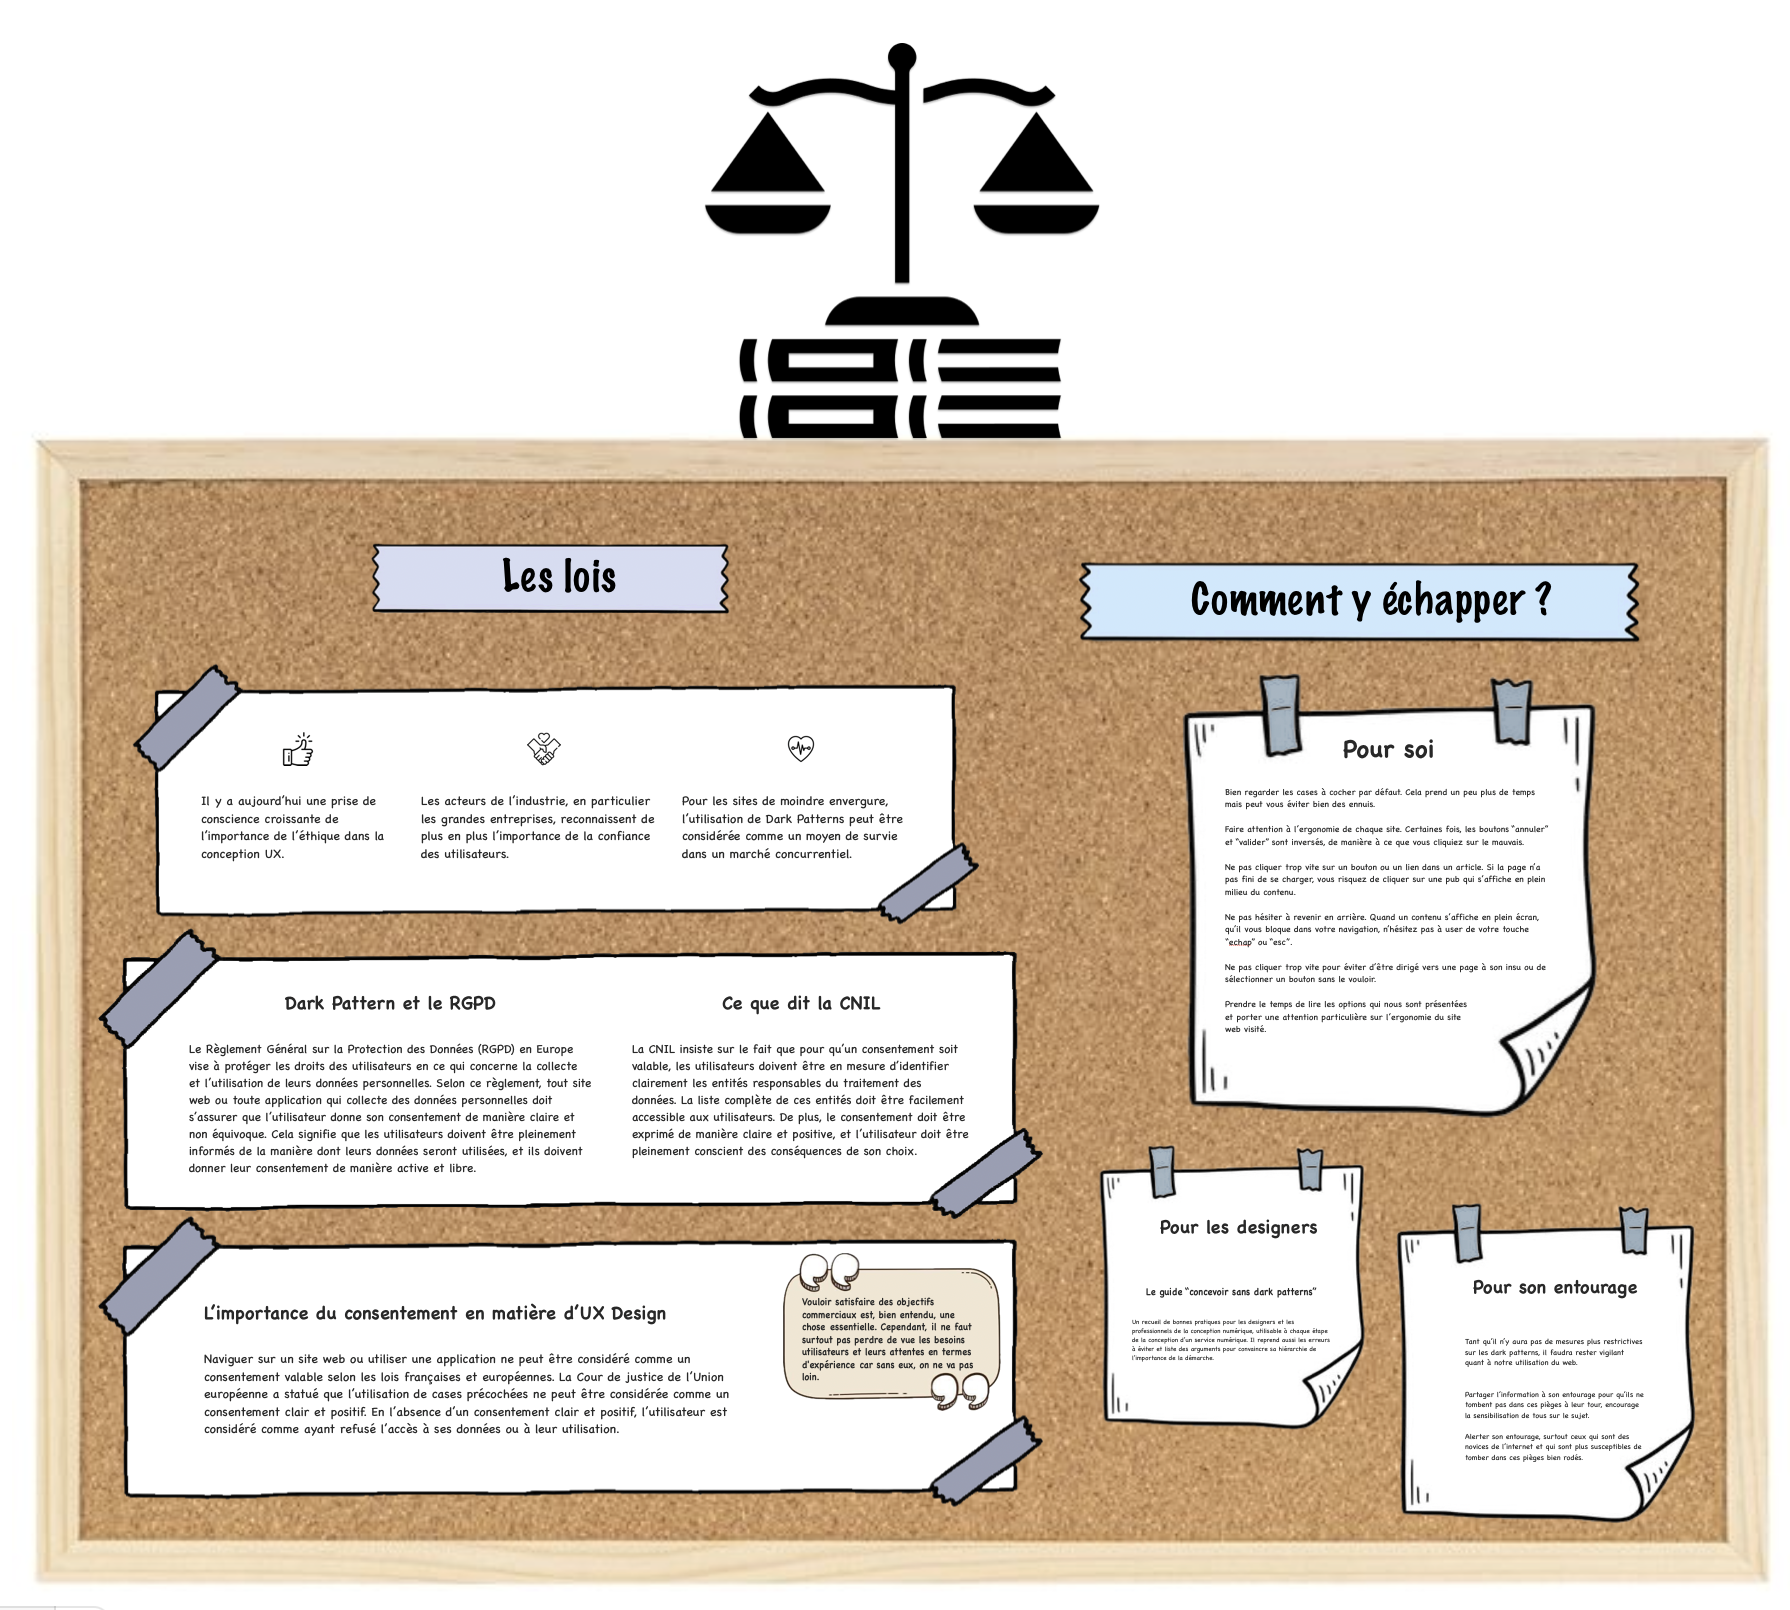 Les lois
Il y a aujourd'hui une prise de
conscience croissante de
l'importance de l'éthique dans la
conception UX.
Les acteurs de l'industrie, en particulier
les grandes entreprises, reconnaissent de
plus en plus l'importance de la confiance
des utilisateurs.
Pour les sites de moindre envergure,
l'utilisation de Dark Patterns peut être
considérée comme un moyen de survie
dans un marché concurrentiel.
Dark Pattern et le RGPD
Le Règlement Général sur la Protection des Données (RGPD) en Europe
vise à protéger les droits des utilisateurs en ce qui concerne la collecte
et l'utilisation de leurs données personnelles. Selon ce règlement, tout site
web ou toute application qui collecte des données personnelles doit
s'assurer que l'utilisateur donne son consentement de manière claire et
non équivoque. Cela signifie que les utilisateurs doivent être pleinement
informés de la manière dont leurs données seront utilisées, et ils doivent
donner leur consentement de manière active et libre.
Ce que dit la CNIL
La CNIL insiste sur le fait que pour qu'un consentement soit
valable, les utilisateurs doivent être en mesure d'identifier
clairement les entités responsables du traitement des
données. La liste complète de ces entités doit être facilement
accessible aux utilisateurs. De plus, le consentement doit être
exprimé de manière claire et positive, et l'utilisateur doit être
pleinement conscient des conséquences de son choix.
L'importance du consentement en matière d'UX Design
Naviguer sur un site web ou utiliser une application ne peut être considéré comme un
consentement valable selon les lois françaises et européennes. La Cour de justice de l'Union
européenne a statué que l'utilisation de cases précochées ne peut être considérée comme un
consentement clair et positif. En l'absence d'un consentement clair et positif, l'utilisateur est
considéré comme ayant refusé l'accès à ses données ou à leur utilisation.
Vouloir satisfaire des objectifs
commerciaux est, bien entendu, une
chose essentielle. Cependant, il ne faut
surtout pas perdre de vue les besoins
utilisateurs et leurs attentes en termes
d'expérience car sans eux, on ne va pas
loin.
Comment y échapper ?
Pour soi
Bien regarder les cases à cocher par défaut. Cela prend un peu plus de temps
mais peut vous éviter bien des ennuis.
Faire attention à l'ergonomie de chaque site. Certaines fois, les boutons "annuler"
et "valider" sont inversés, de manière à ce que vous cliquiez sur le mauvais.
Ne pas cliquer trop vite sur un bouton ou un lien dans un article. Si la page n'a
pas fini de se charger, vous risquez de cliquer sur une pub qui s'affiche en plein
milieu du contenu.
Ne pas hésiter à revenir en arrière. Quand un contenu s'affiche en plein écran,
qu'il vous bloque dans votre navigation, n'hésitez pas à user de votre touche
"echap" ou "esc".
Ne pas cliquer trop vite pour éviter d'être dirigé vers une page à son insu ou de
sélectionner un bouton sans le vouloir.
Prendre le temps de lire les options qui nous sont présentées
et porter une attention particulière sur l'ergonomie du site
web visité.
Pour les designers
Le guide "concevoir sans dark patterns"
Un recueil de bonnes pratiques pour les designers et les
professionnels de la conception numérique, utilisable à chaque étape
de la conception d'un service numérique. Il reprend aussi les erreurs
à éviter et liste des arguments pour convaincre sa hiérarchie de
l'importance de la démarche.
Pour son entourage
Tant qu'il n'y aura pas de mesures plus restrictives
sur les dark patterns, il faudra rester vigilant
quant à notre utilisation du web.
Partager l'information à son entourage pour qu'ils ne
tombent pas dans ces pièges à leur tour, encourage
la sensibilisation de tous sur le sujet.
Alerter son entourage, surtout ceux qui sont des
novices de l'internet et qui sont plus susceptibles de
tomber dans ces pièges bien rodés.